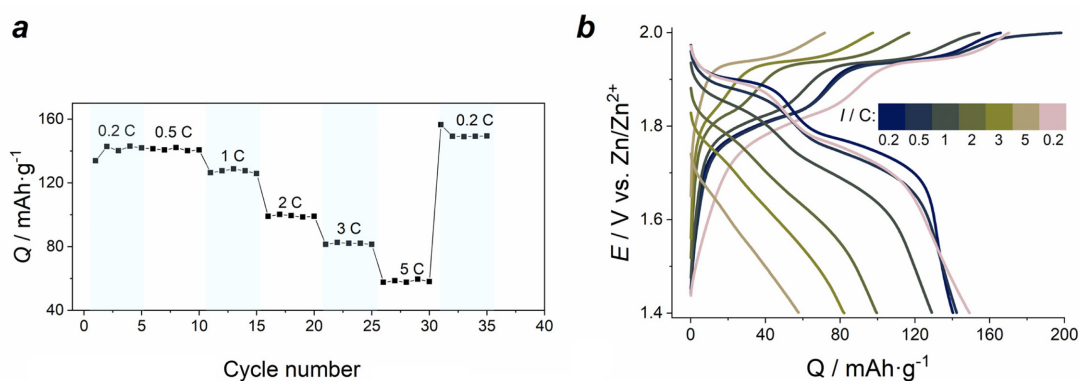 a
Q / mAh·g⁻¹
160
120
80
40
0.2 C
0.5 C
1 C
2 C
3 C
5 C
0.2 C
0 5 10 15 20 25 30 35 40
Cycle number
b
E / V vs. Zn/Zn²⁺
2.0
1.8
1.6
1.4
I / C:
0.2 0.5 1 2 3 5 0.2
0 40 80 120 160 200
Q / mAh·g⁻¹